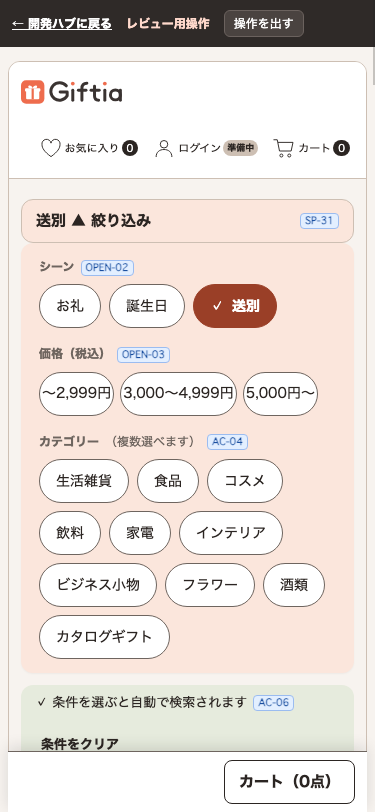 ← 開発ハブに戻る レビュー用操作 操作を出す
Giftia
お気に入り 0 ログイン 準備中 カート 0
送別 ▲ 絞り込み SP-31
シーン OPEN-02
お礼 誕生日 ✓ 送別
価格（税込） OPEN-03
〜2,999円 3,000〜4,999円 5,000円〜
カテゴリー （複数選べます） AC-04
生活雑貨 食品 コスメ
飲料 家電 インテリア
ビジネス小物 フラワー 酒類
カタログギフト
✓ 条件を選ぶと自動で検索されます AC-06
条件をクリア
カート（0点）